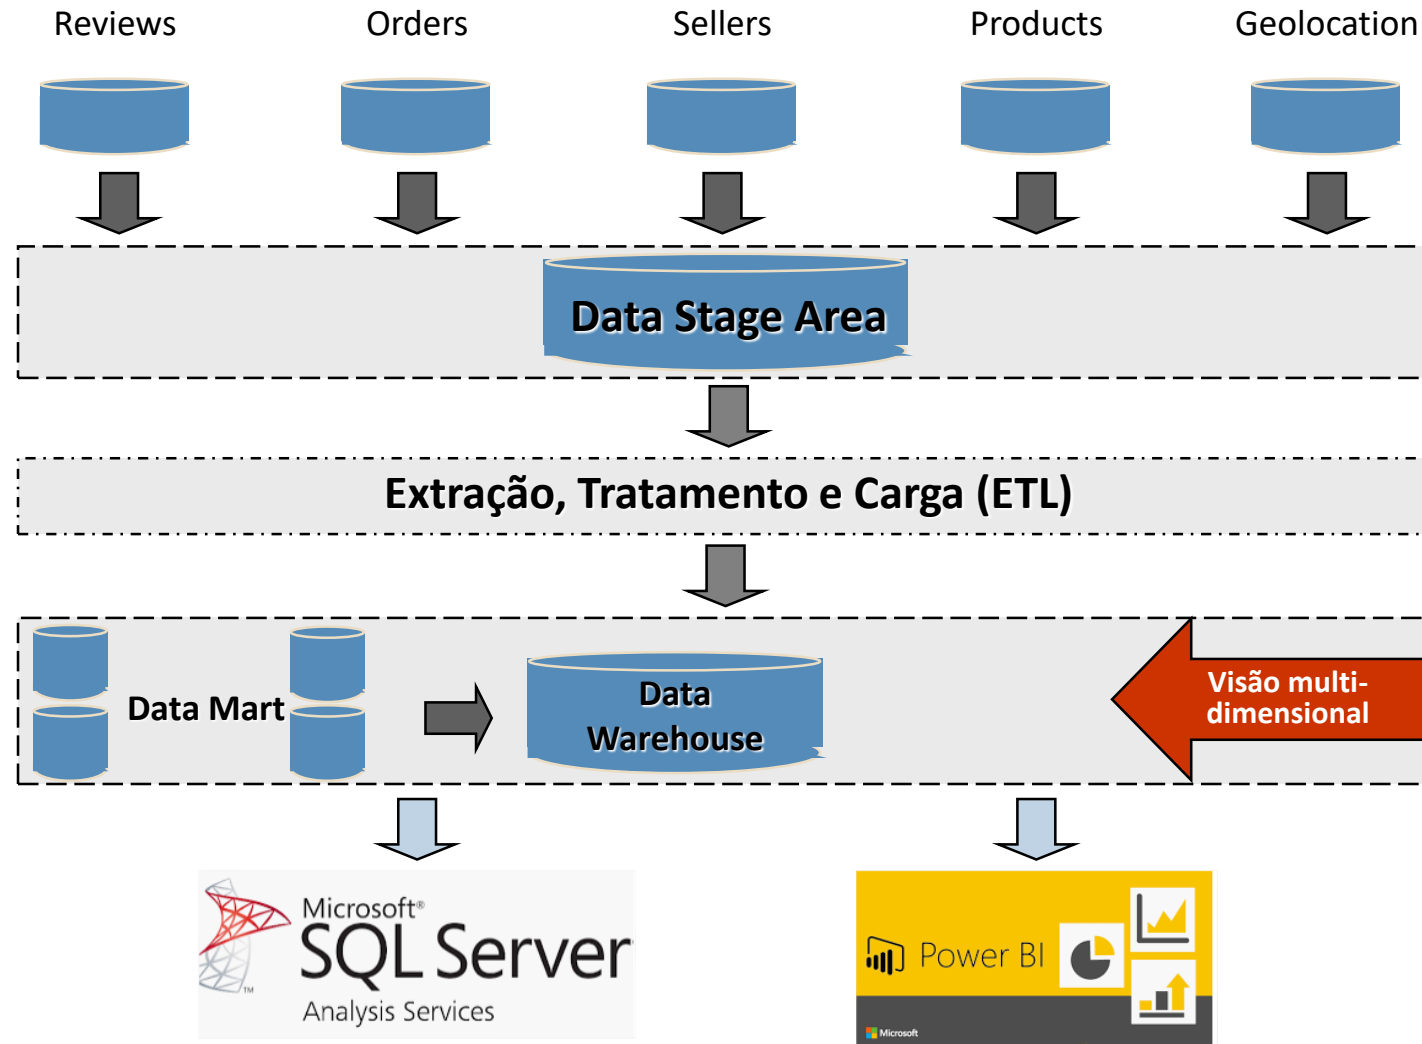 Reviews
Orders
Sellers
Products
Geolocation
Data Stage Area
Extração, Tratamento e Carga (ETL)
Data Mart
Data
Warehouse
Visão multi-
dimensional
Microsoft®
SQL Server
Analysis Services
TM
Power BI
Microsoft